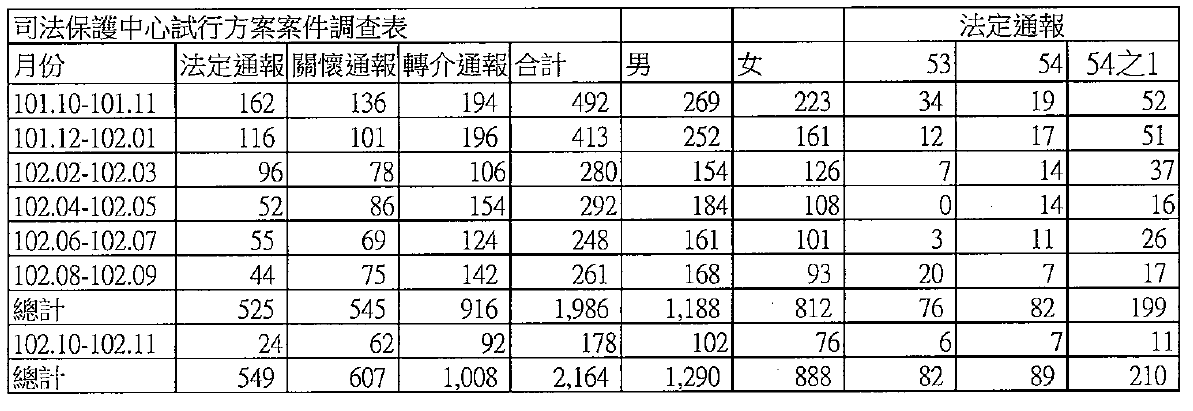 司法保護中心試行方案案件調查表 法定通報
月份 法定通報 關懷通報 轉介通報 合計 男 女 53 54 54之1
101.10-101.11 162 136 194 492 269 223 34 19 52
101.12-102.01 116 101 196 413 252 161 12 17 51
102.02-102.03 96 78 106 280 154 126 7 14 37
102.04-102.05 52 86 154 292 184 108 0 14 16
102.06-102.07 55 69 124 248 161 101 3 11 26
102.08-102.09 44 75 142 261 168 93 20 7 17
總計 525 545 916 1,986 1,188 812 76 82 199
102.10-102.11 24 62 92 178 102 76 6 7 11
總計 549 607 1,008 2,164 1,290 888 82 89 210